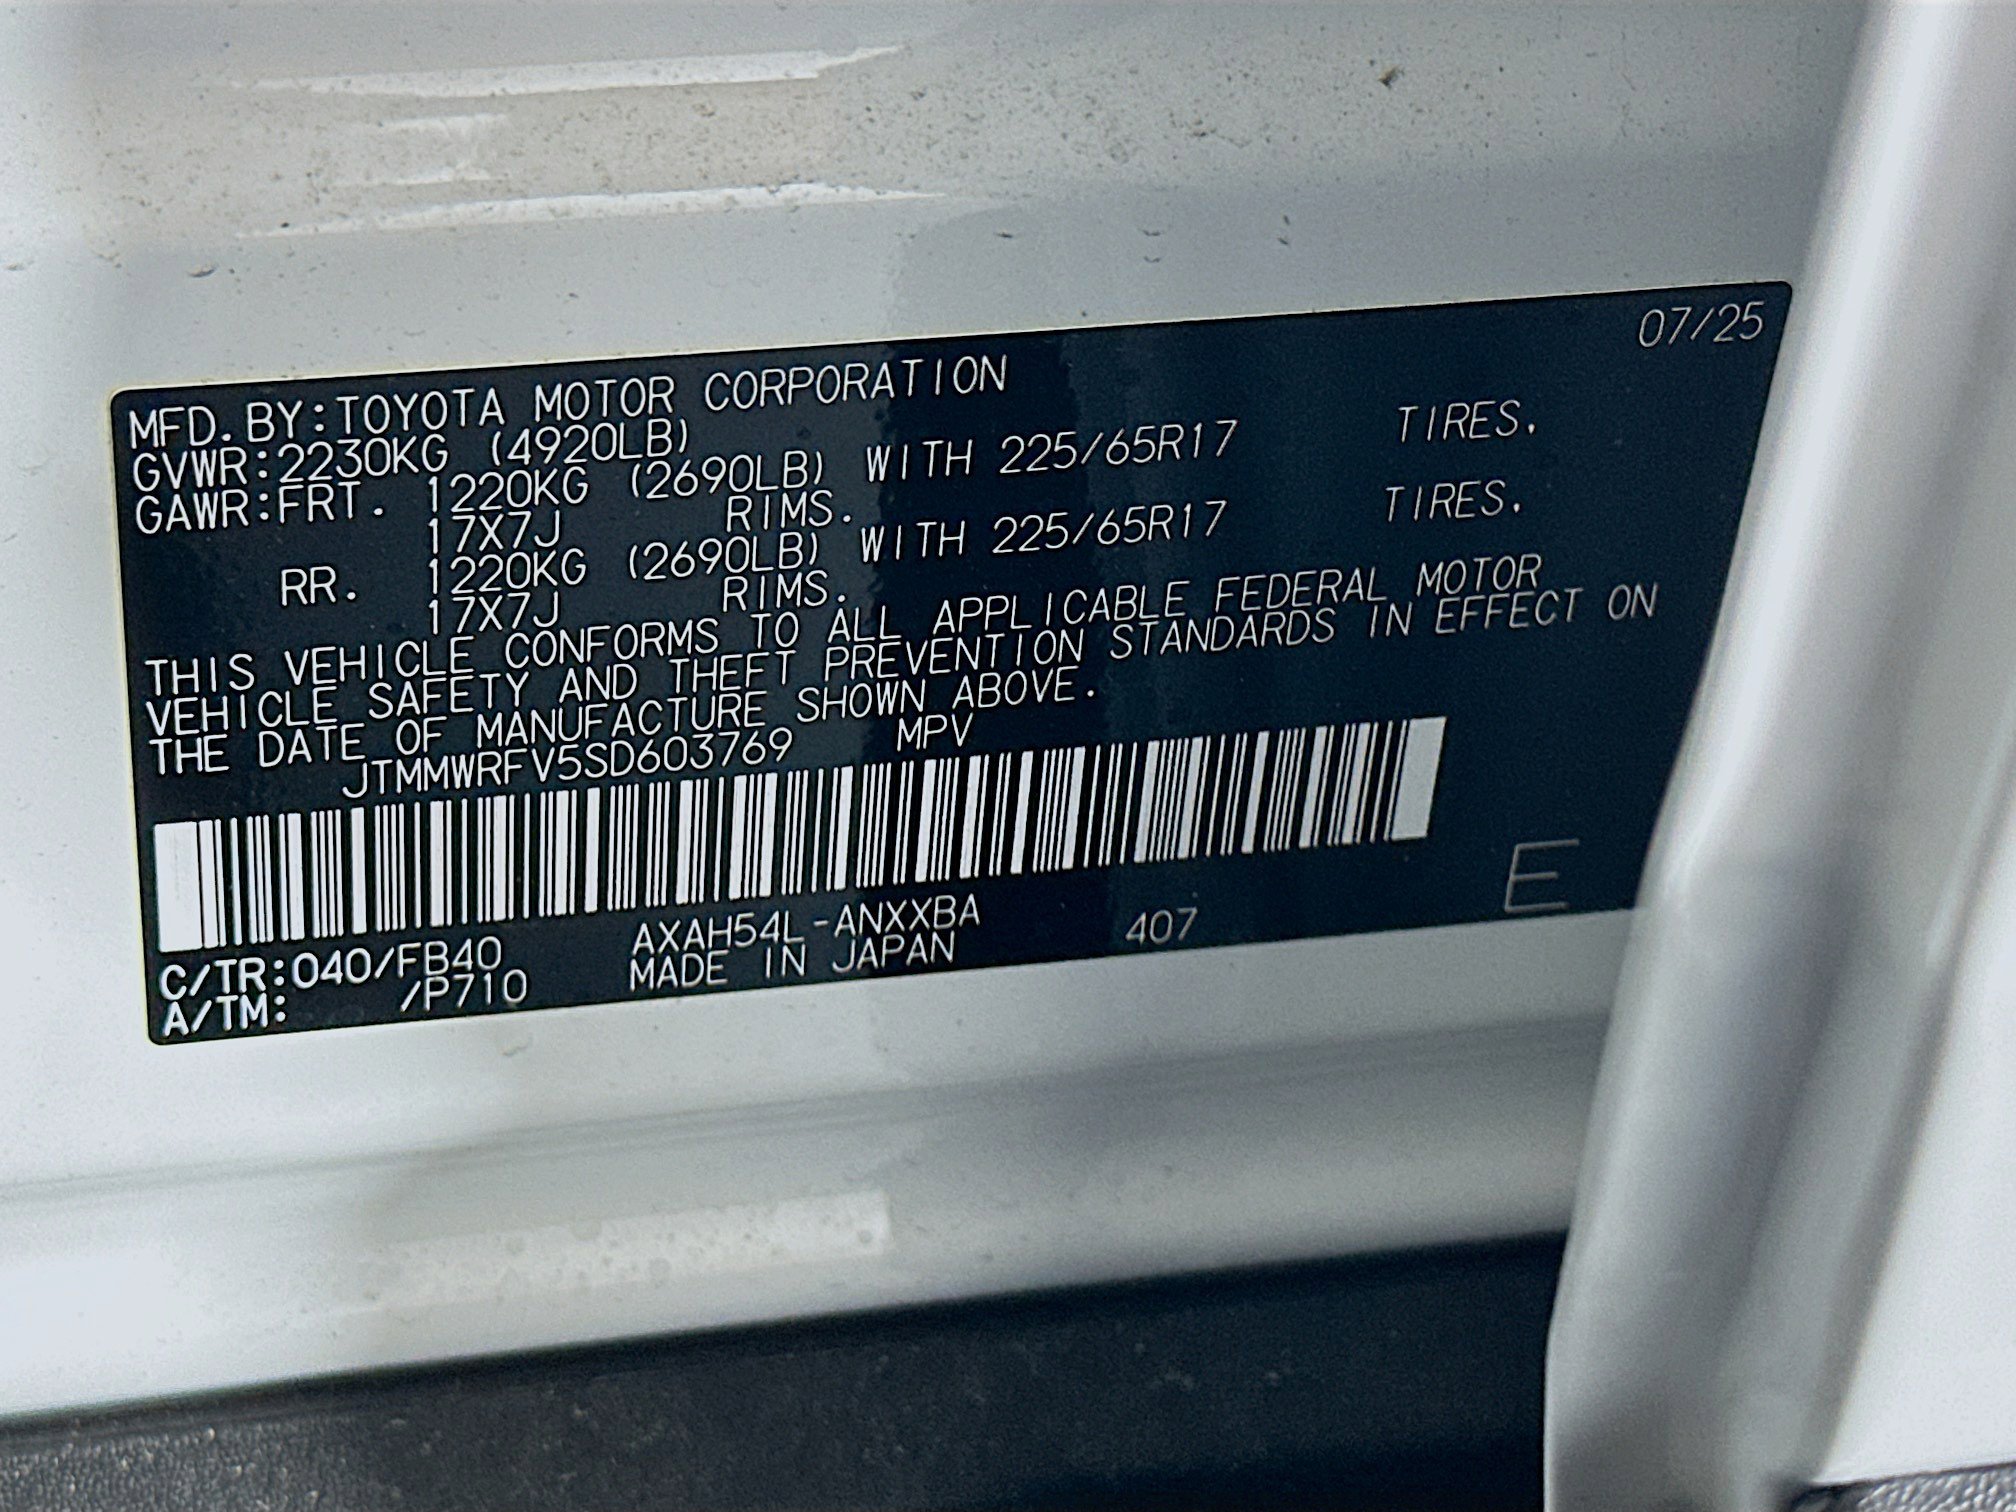 07/25
MFD.BY:TOYOTA MOTOR CORPORATION
GVWR:2230KG (4920LB)
GAWR:FRT. 1220KG (2690LB) WITH 225/65R17 TIRES.
17X7J RIMS.
RR. 1220KG (2690LB) WITH 225/65R17 TIRES.
17X7J RIMS.
THIS VEHICLE CONFORMS TO ALL APPLICABLE FEDERAL MOTOR
VEHICLE SAFETY AND THEFT PREVENTION STANDARDS IN EFFECT ON
THE DATE OF MANUFACTURE SHOWN ABOVE.
JTMMWRFV5SD603769 MPV
C/TR:040/FB40 AXAH54L-ANXXBA 407 E
A/TM: /P710 MADE IN JAPAN